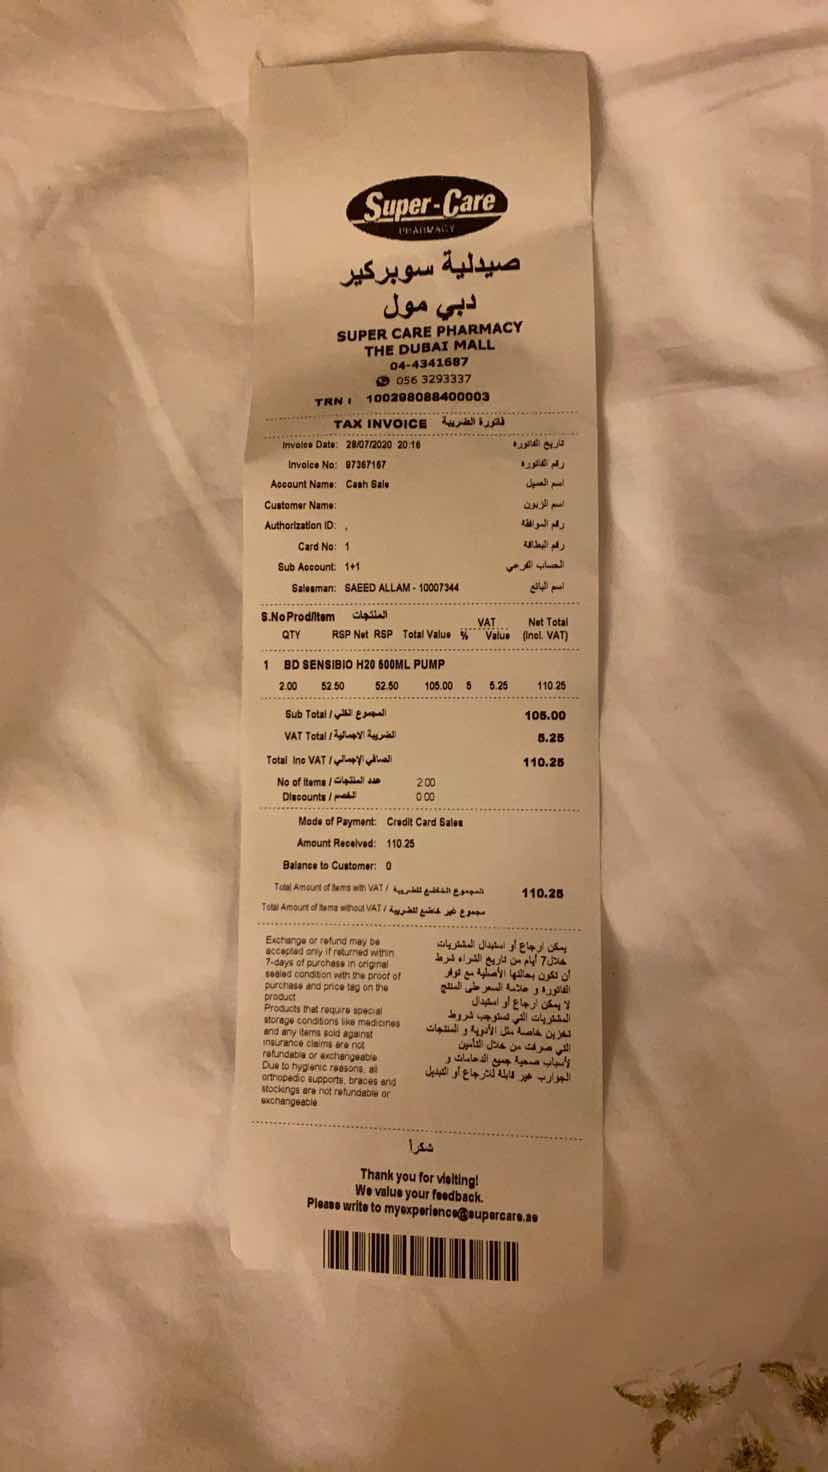 Super-Care
PHARMACY
صيدلية سوبركير
دبي مول
SUPER CARE PHARMACY
THE DUBAI MALL
04-4341687
056 3293337
TRN : 100298088400003
TAX INVOICE فاتورة الضريبة
Invoice Date: 28/07/2020 20:16 تاريخ الفاتوره
Invoice No: 97367167 رقم الفاتوره
Account Name: Cash Sale اسم العميل
Customer Name: اسم الزبون
Authorization ID: , رقم الموافقة
Card No: 1 رقم البطاقة
Sub Account: 1+1 الحساب الفرعي
Salesman: SAEED ALLAM - 10007344 اسم البائع
S.No Prod/Item المنتجات VAT Net Total
QTY RSP Net RSP Total Value % Value (Incl. VAT)
1 BD SENSIBIO H20 500ML PUMP
2.00 52.50 52.50 105.00 5 5.25 110.25
Sub Total / المجموع الكلي 105.00
VAT Total / الضريبة الاجمالية 5.25
Total Inc VAT / الصافي الإجمالي 110.25
No of Items / عدد المنتجات 2.00
Discounts / الخصم 0.00
Mode of Payment: Credit Card Sales
Amount Received: 110.25
Balance to Customer: 0
Total Amount of Items with VAT / المجموع الخاضع للضريبة 110.25
Total Amount of Items without VAT / مجموع غير خاضع للضريبة
Exchange or refund may be
accepted only if returned within
7-days of purchase in original
sealed condition with the proof of
purchase and price tag on the
product
Products that require special
storage conditions like medicines
and any items sold against
insurance claims are not
refundable or exchangeable
Due to hygienic reasons, all
orthopedic supports, braces and
stockings are not refundable or
exchangeable
يمكن ارجاع أو استبدال المشتريات
خلال 7 أيام من تاريخ الشراء شرط
أن تكون بحالتها الأصلية مع توفر
الفاتورة و علامة السعر على المنتج
لا يمكن ارجاع أو استبدال
المشتريات التي تستوجب شروط
تخزين خاصة مثل الأدوية و المنتجات
التي صرفت من خلال التأمين
لأسباب صحية جميع الدعامات و
الجوارب غير قابلة للارجاع أو التبديل
شكراً
Thank you for visiting!
We value your feedback.
Please write to myexperience@supercare.ae